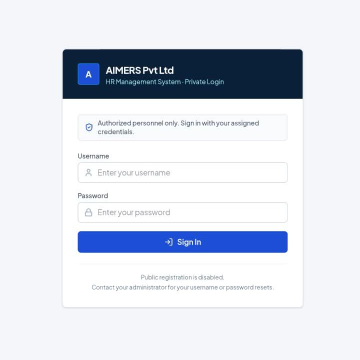 A
AIMERS Pvt Ltd
HR Management System · Private Login
Authorized personnel only. Sign in with your assigned
credentials.
Username
Enter your username
Password
Enter your password
Sign In
Public registration is disabled.
Contact your administrator for your username or password resets.